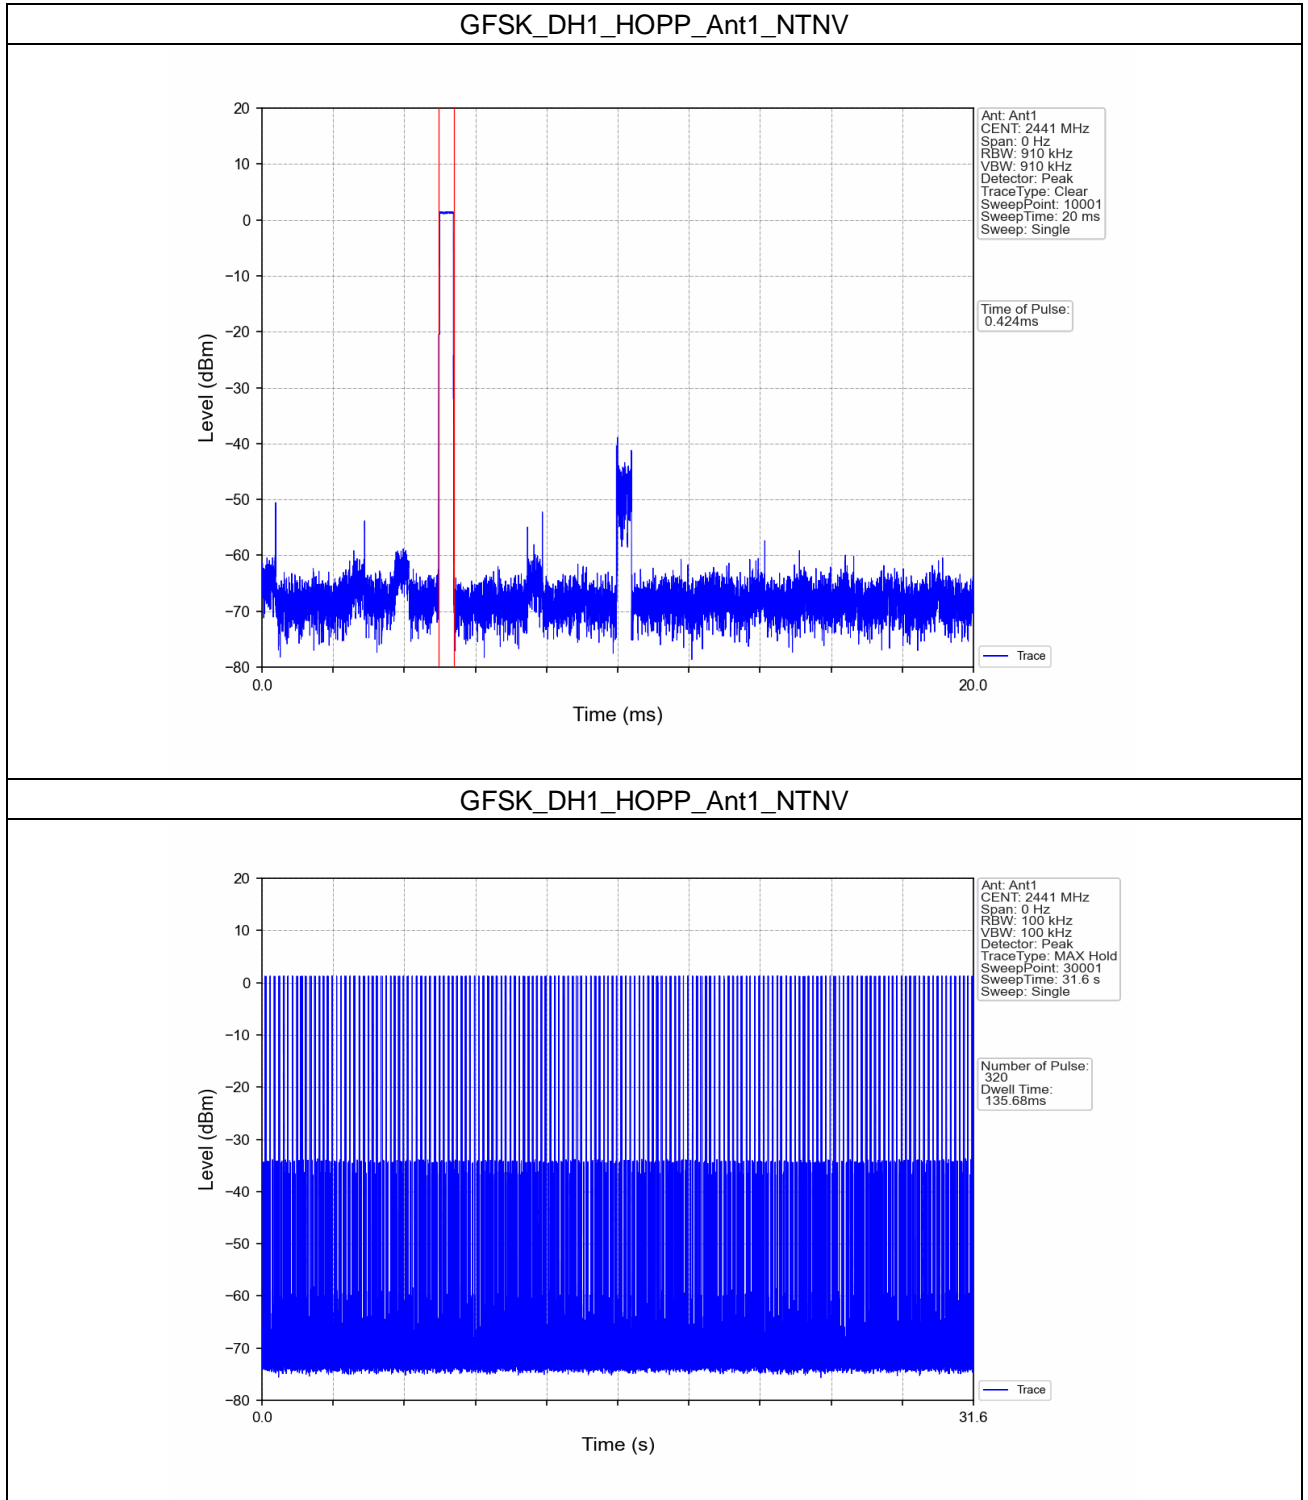 GFSK_DH1_HOPP_Ant1_NTNV
20
10
0
−10
−20
−30
−40
−50
−60
−70
−80
Level (dBm)
0.0
20.0
Time (ms)
Ant: Ant1
CENT: 2441 MHz
Span: 0 Hz
RBW: 910 kHz
VBW: 910 kHz
Detector: Peak
TraceType: Clear
SweepPoint: 10001
SweepTime: 20 ms
Sweep: Single
Time of Pulse:
0.424ms
Trace
GFSK_DH1_HOPP_Ant1_NTNV
20
10
0
−10
−20
−30
−40
−50
−60
−70
−80
Level (dBm)
0.0
31.6
Time (s)
Ant: Ant1
CENT: 2441 MHz
Span: 0 Hz
RBW: 100 kHz
VBW: 100 kHz
Detector: Peak
TraceType: MAX Hold
SweepPoint: 30001
SweepTime: 31.6 s
Sweep: Single
Number of Pulse:
320
Dwell Time:
135.68ms
Trace